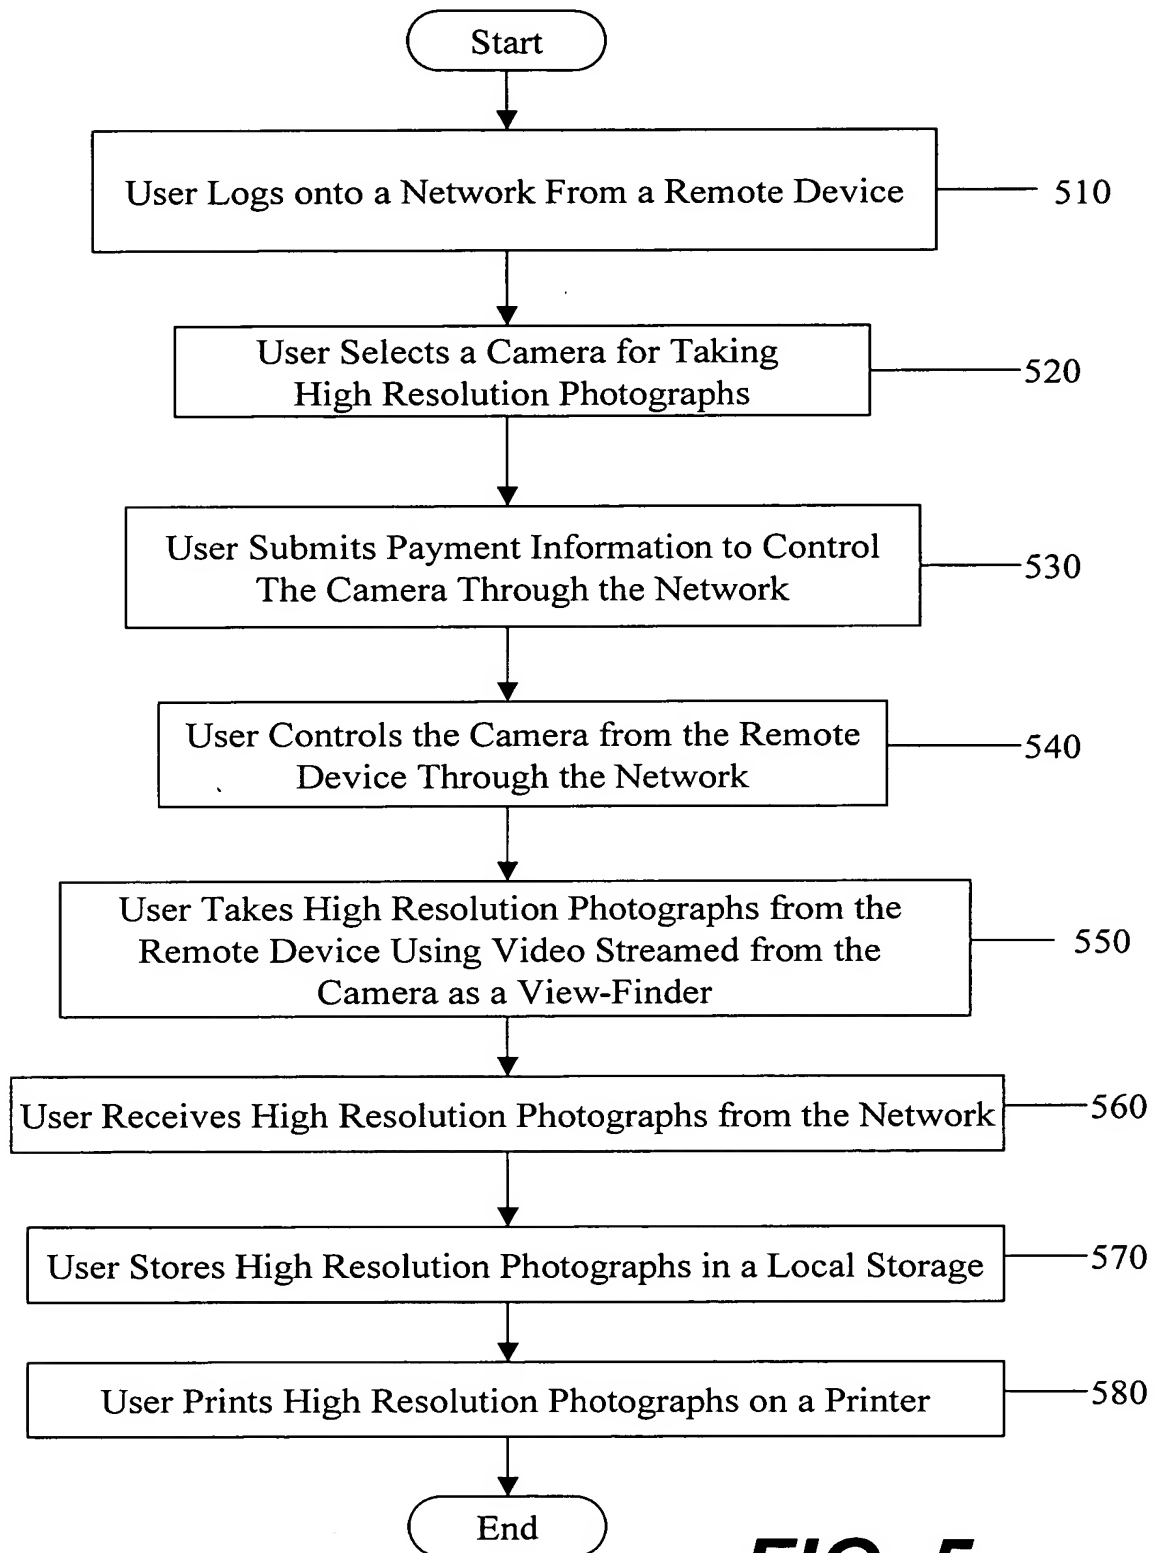 Start
User Logs onto a Network From a Remote Device
510
User Selects a Camera for Taking
High Resolution Photographs
520
User Submits Payment Information to Control
The Camera Through the Network
530
User Controls the Camera from the Remote
Device Through the Network
540
User Takes High Resolution Photographs from the
Remote Device Using Video Streamed from the
Camera as a View-Finder
550
User Receives High Resolution Photographs from the Network
560
User Stores High Resolution Photographs in a Local Storage
570
User Prints High Resolution Photographs on a Printer
580
End
FIG. 5